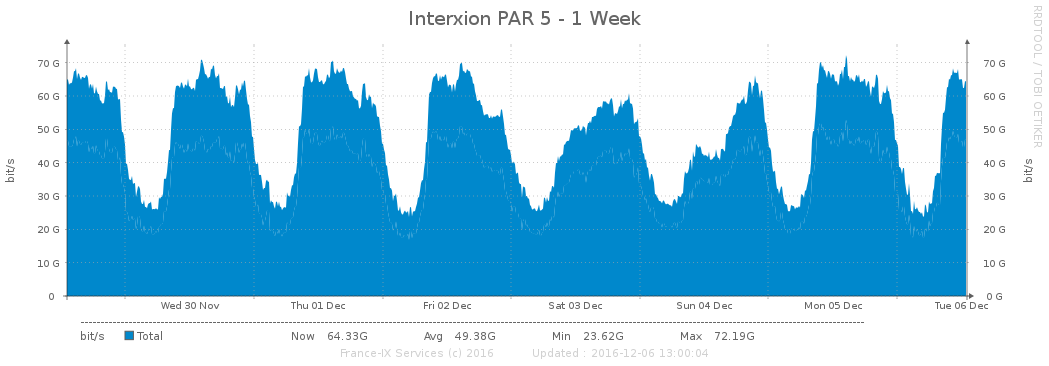 Interxion PAR 5 - 1 Week
RRDTOOL / TOBI OETIKER
bit/s
70 G
60 G
50 G
40 G
30 G
20 G
10 G
0
70 G
60 G
50 G
40 G
30 G
20 G
10 G
0 G
bit/s
Wed 30 Nov Thu 01 Dec Fri 02 Dec Sat 03 Dec Sun 04 Dec Mon 05 Dec Tue 06 Dec
bit/s Total Now 64.33G Avg 49.38G Min 23.62G Max 72.19G
France-IX Services (c) 2016 Updated : 2016-12-06 13:00:04